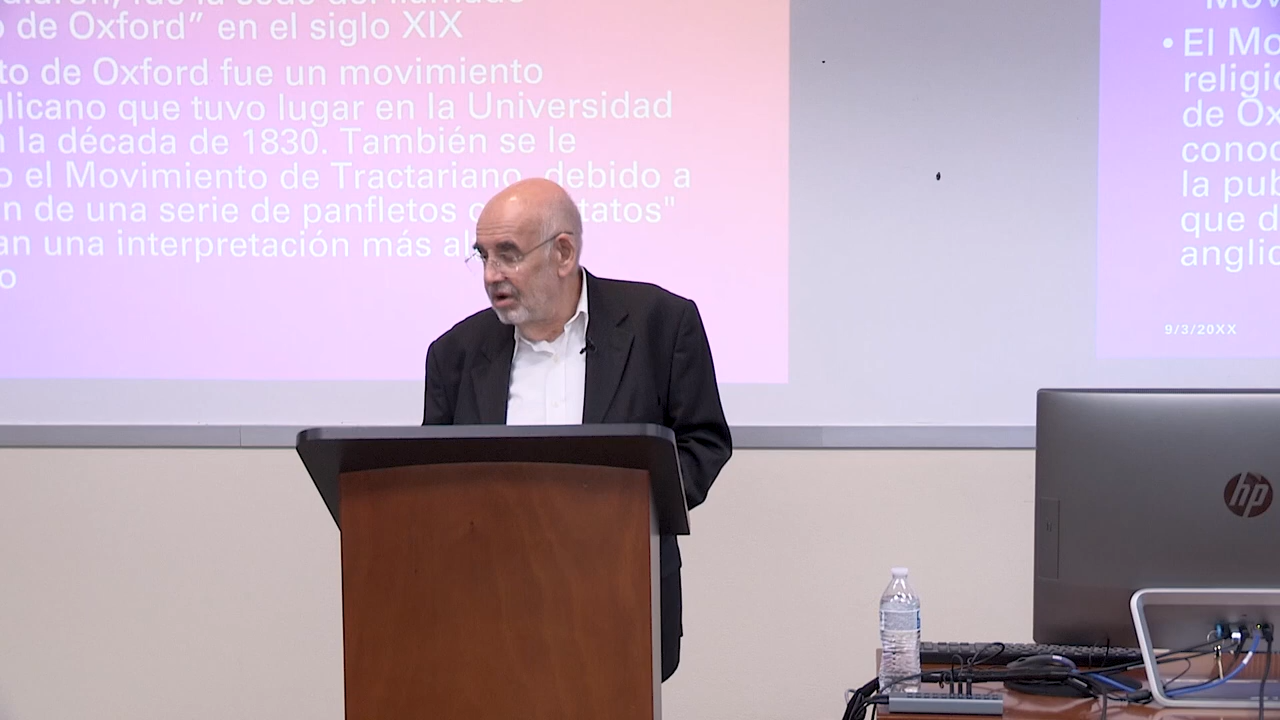 o de Oxford” en el siglo XIX
to de Oxford fue un movimiento
glicano que tuvo lugar en la Universidad
la década de 1830. También se le
o el Movimiento de Tractariano, debido a
n de una serie de panfletos tatos"
an una interpretación más al
o
• El Mo
religio
de Ox
conoc
la pub
que d
anglic
9/3/20XX
hp